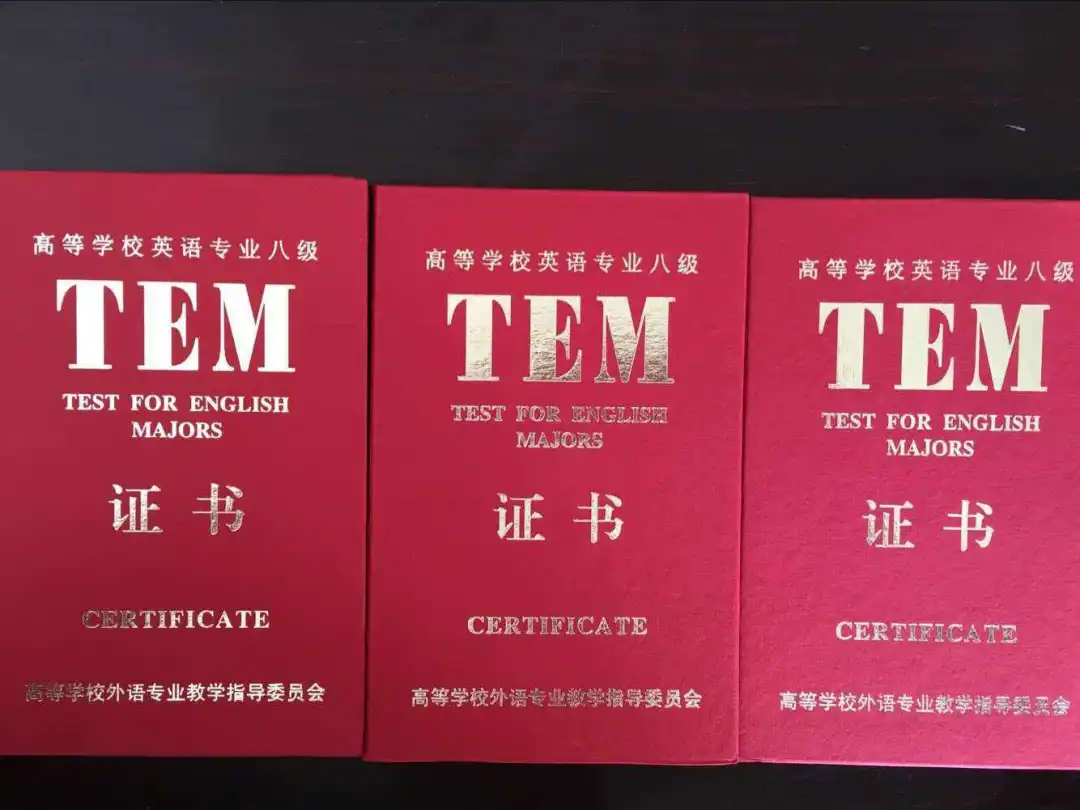 高等学校英语专业八级
TEM
TEST FOR ENGLISH
MAJORS
证书
CERTIFICATE
高等学校外语专业教学指导委员会
高等学校英语专业八级
TEM
TEST FOR ENGLISH
MAJORS
证书
CERTIFICATE
高等学校外语专业教学指导委员会
高等学校英语专业八级
TEM
TEST FOR ENGLISH
MAJORS
证书
CERTIFICATE
高等学校外语专业教学指导委员会